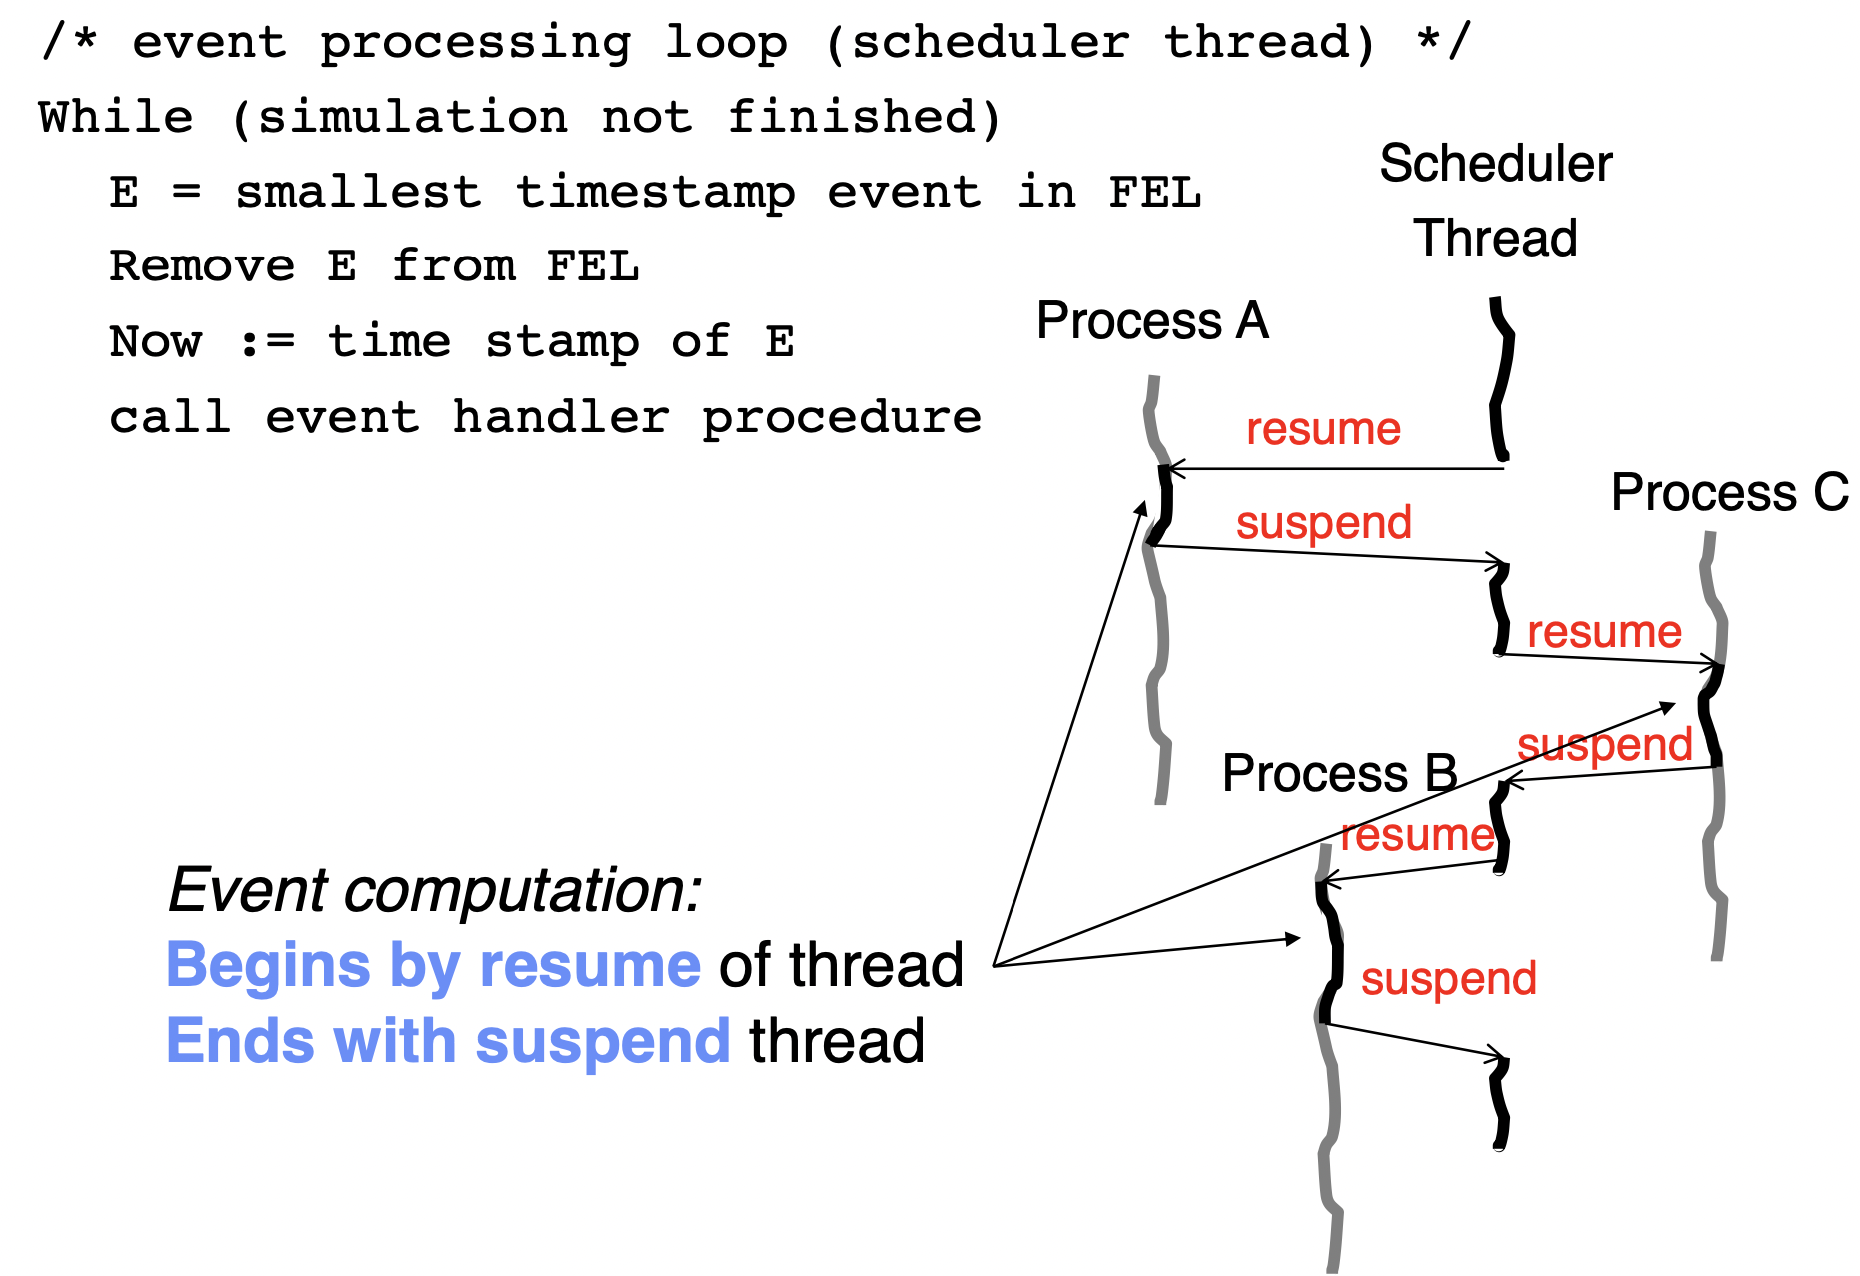 /* event processing loop (scheduler thread) */
While (simulation not finished)
E = smallest timestamp event in FEL
Remove E from FEL
Now := time stamp of E
call event handler procedure
Scheduler
Thread
Process A
resume
suspend
Process C
resume
suspend
Process B
resume
suspend
Event computation:
Begins by resume of thread
Ends with suspend thread